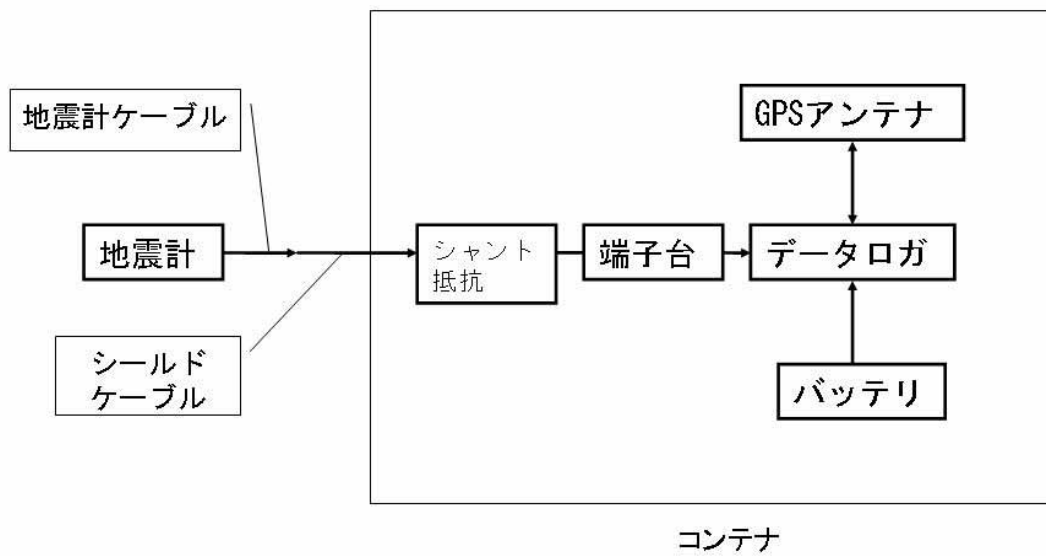 地震計ケーブル
GPSアンテナ
地震計
シャント
抵抗
端子台
データロガ
シールド
ケーブル
バッテリ
コンテナ